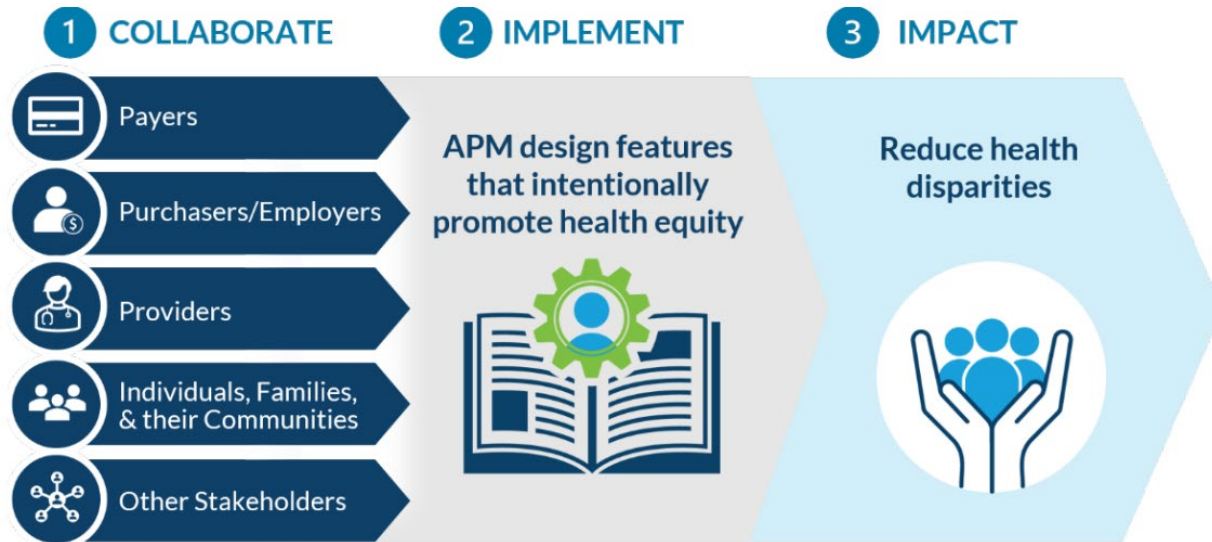 1 COLLABORATE
Payers
Purchasers/Employers
Providers
Individuals, Families,
& their Communities
Other Stakeholders
2 IMPLEMENT
APM design features
that intentionally
promote health equity
3 IMPACT
Reduce health
disparities